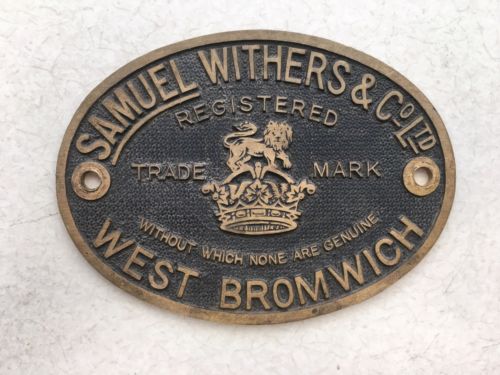 SAMUEL WITHERS & CO LTD
REGISTERED
TRADE MARK
WITHOUT WHICH NONE ARE GENUINE
WEST BROMWICH